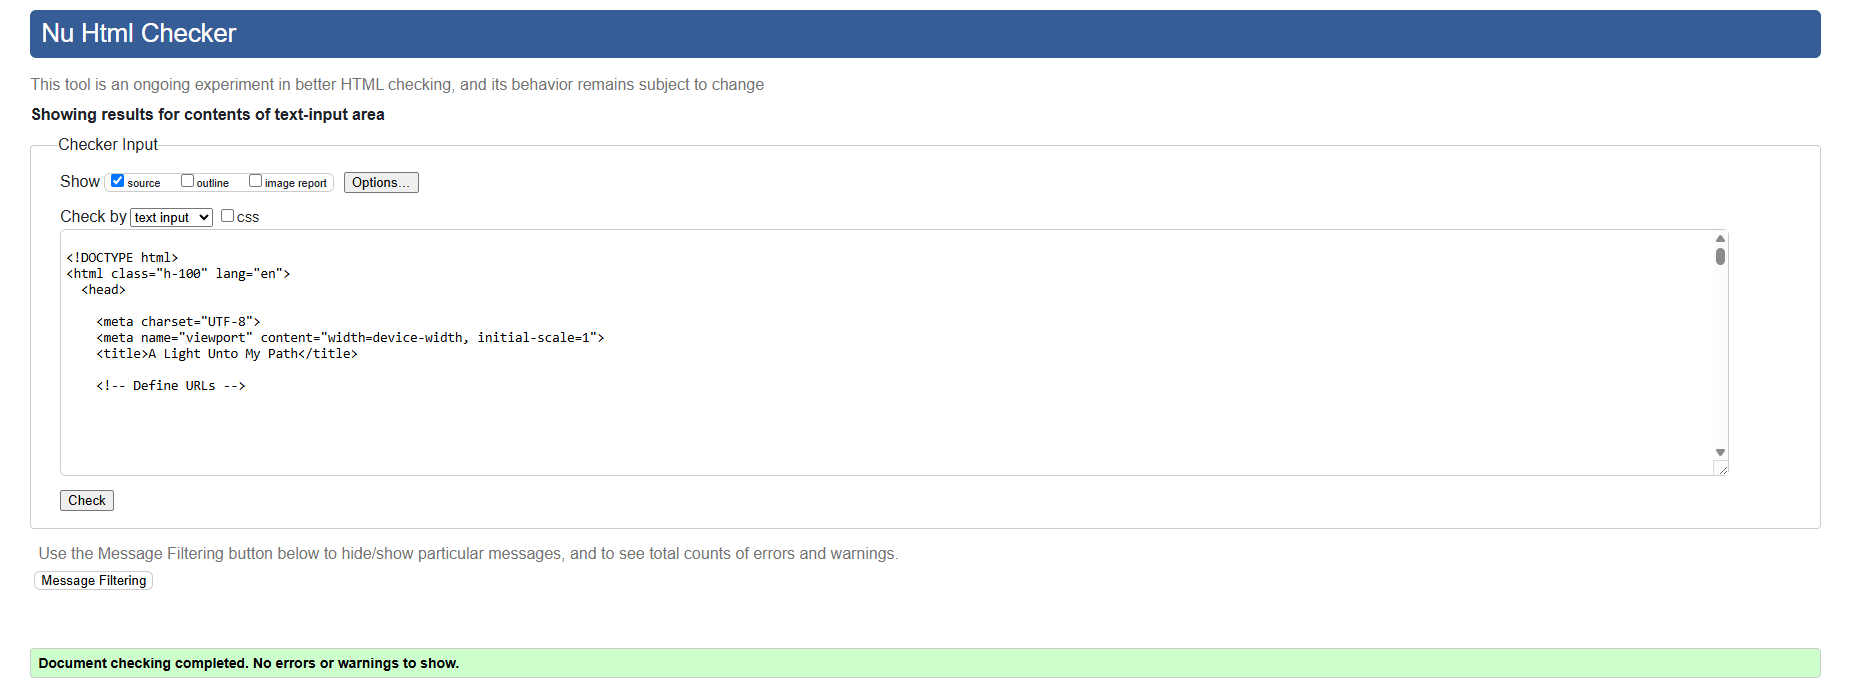 Nu Html Checker
This tool is an ongoing experiment in better HTML checking, and its behavior remains subject to change
Showing results for contents of text-input area
Checker Input
Show source outline image report Options...
Check by text input css
<!DOCTYPE html>
<html class="h-100" lang="en">
<head>
<meta charset="UTF-8">
<meta name="viewport" content="width=device-width, initial-scale=1">
<title>A Light Unto My Path</title>
<!-- Define URLs -->
Check
Use the Message Filtering button below to hide/show particular messages, and to see total counts of errors and warnings.
Message Filtering
Document checking completed. No errors or warnings to show.